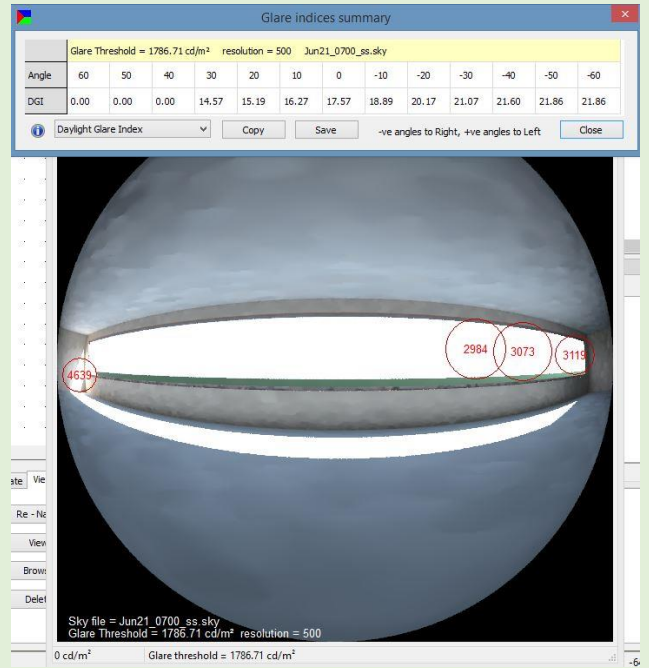 Glare indices summary
Glare Threshold = 1786.71 cd/m² resolution = 500 Jun21_0700_ss.sky
Angle 60 50 40 30 20 10 0 -10 -20 -30 -40 -50 -60
DGI 0.00 0.00 0.00 14.57 15.19 16.27 17.57 18.89 20.17 21.07 21.60 21.86 21.86
Daylight Glare Index Copy Save -ve angles to Right, +ve angles to Left Close
2984 3073 3119
4639
ate Vie
Re - Na
View
Brows
Delet
Sky file = Jun21_0700_ss.sky
Glare Threshold = 1786.71 cd/m² resolution = 500
0 cd/m² Glare threshold = 1786.71 cd/m²